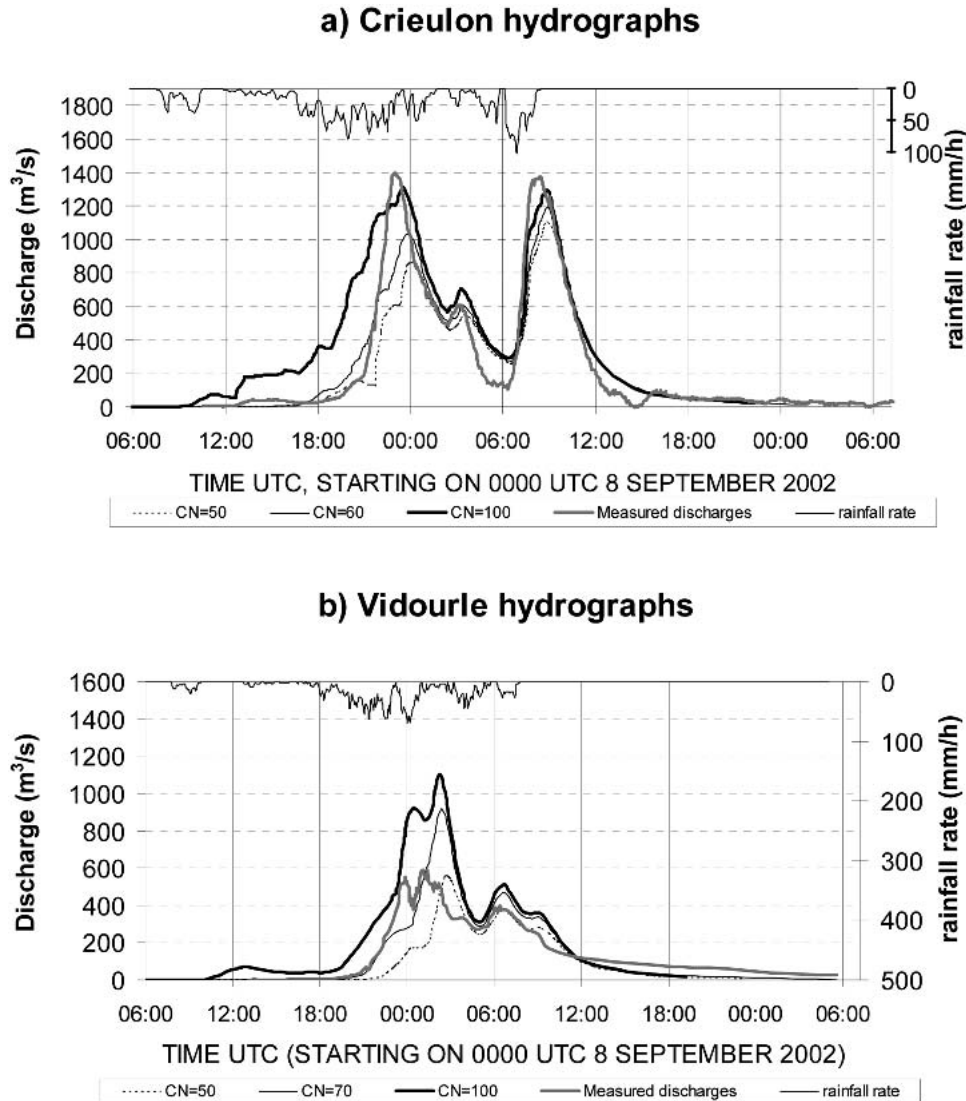 a) Crieulon hydrographs
1800
1600
1400
1200
1000
800
600
400
200
0
Discharge (m³/s)
0
50
100
rainfall rate (mm/h)
06:00 12:00 18:00 00:00 06:00 12:00 18:00 00:00 06:00
TIME UTC, STARTING ON 0000 UTC 8 SEPTEMBER 2002
CN=50 CN=60 CN=100 Measured discharges rainfall rate
b) Vidourle hydrographs
1600
1400
1200
1000
800
600
400
200
0
Discharge (m³/s)
0
100
200
300
400
500
rainfall rate (mm/h)
06:00 12:00 18:00 00:00 06:00 12:00 18:00 00:00 06:00
TIME UTC (STARTING ON 0000 UTC 8 SEPTEMBER 2002)
CN=50 CN=70 CN=100 Measured discharges rainfall rate